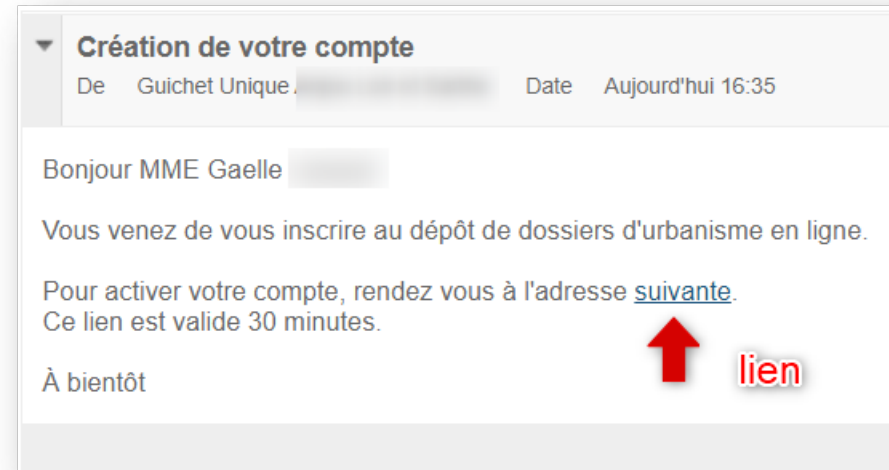 Création de votre compte
De Guichet Unique Date Aujourd'hui 16:35
Bonjour MME Gaelle
Vous venez de vous inscrire au dépôt de dossiers d'urbanisme en ligne.
Pour activer votre compte, rendez vous à l'adresse suivante.
Ce lien est valide 30 minutes.
lien
À bientôt